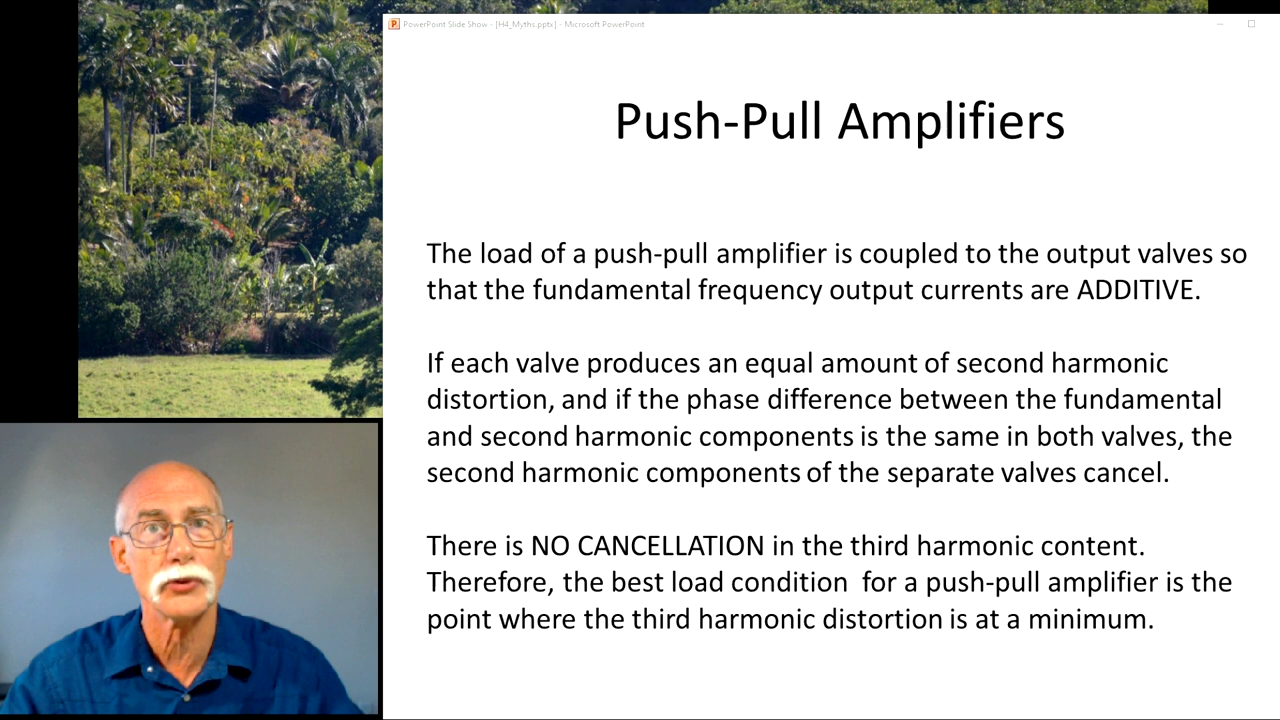 PowerPoint Slide Show - [H4_Myths.pptx] - Microsoft PowerPoint
Push-Pull Amplifiers
The load of a push-pull amplifier is coupled to the output valves so
that the fundamental frequency output currents are ADDITIVE.
If each valve produces an equal amount of second harmonic
distortion, and if the phase difference between the fundamental
and second harmonic components is the same in both valves, the
second harmonic components of the separate valves cancel.
There is NO CANCELLATION in the third harmonic content.
Therefore, the best load condition  for a push-pull amplifier is the
point where the third harmonic distortion is at a minimum.